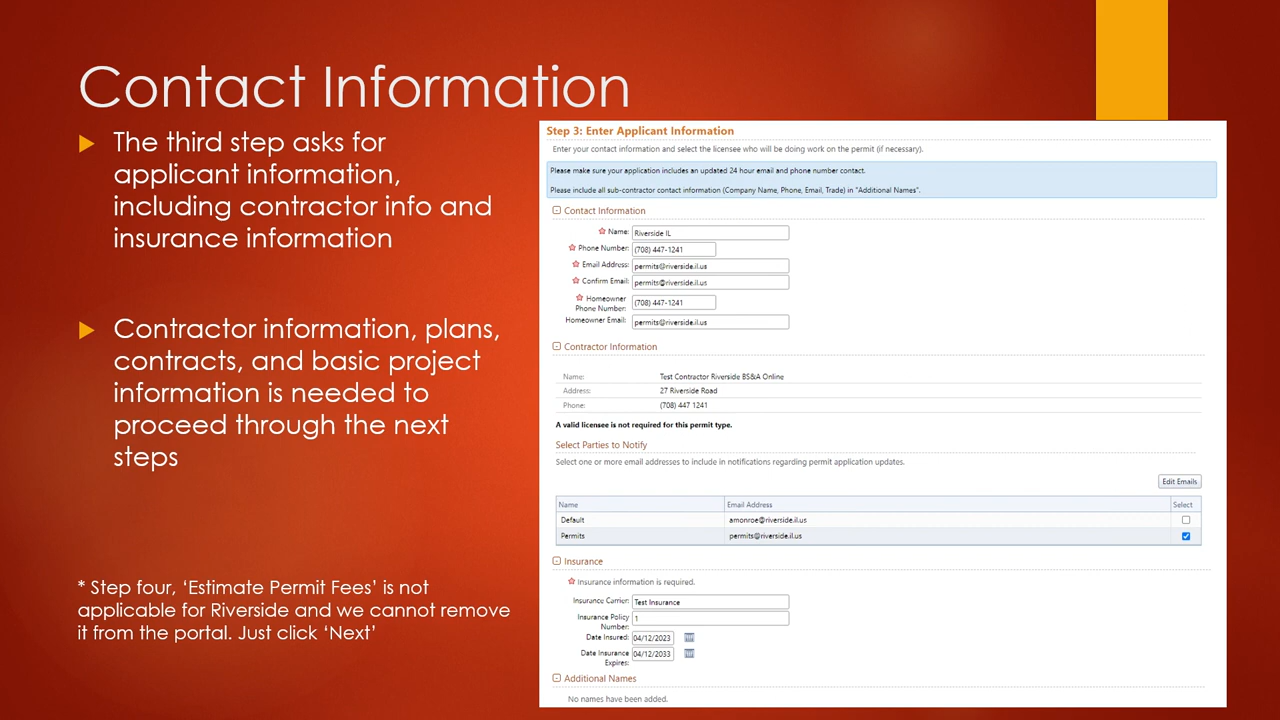 Contact Information
The third step asks for
applicant information,
including contractor info and
insurance information
Contractor information, plans,
contracts, and basic project
information is needed to
proceed through the next
steps
* Step four, ‘Estimate Permit Fees’ is not
applicable for Riverside and we cannot remove
it from the portal. Just click ‘Next’
Step 3: Enter Applicant Information
Enter your contact information and select the licensee who will be doing work on the permit (if necessary).
Please make sure your application includes an updated 24 hour email and phone number contact.
Please include all sub-contractor contact information (Company Name, Phone, Email, Trade) in "Additional Names".
Contact Information
Name: Riverside IL
Phone Number: (708) 447-1241
Email Address: permits@riverside.il.us
Confirm Email: permits@riverside.il.us
Homeowner
Phone Number: (708) 447-1241
Homeowner Email: permits@riverside.il.us
Contractor Information
Name: Test Contractor Riverside BS&A Online
Address: 27 Riverside Road
Phone: (708) 447 1241
A valid licensee is not required for this permit type.
Select Parties to Notify
Select one or more email addresses to include in notifications regarding permit application updates.
Edit Emails
Name Email Address Select
Default amonroe@riverside.il.us
Permits permits@riverside.il.us
Insurance
Insurance information is required.
Insurance Carrier: Test Insurance
Insurance Policy
Number: 1
Date Insured: 04/12/2023
Date Insurance
Expires: 04/12/2033
Additional Names
No names have been added.